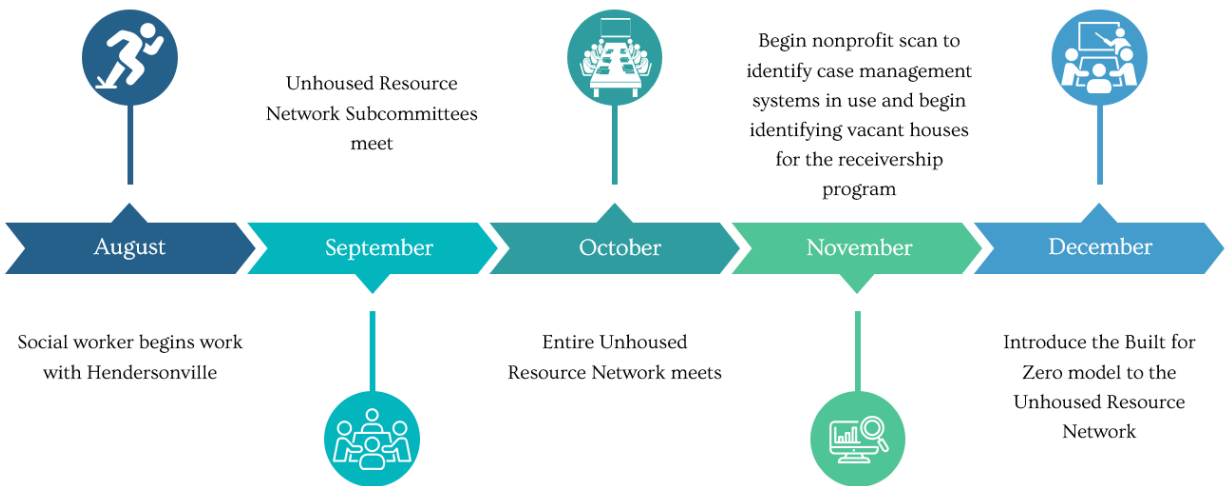 Unhoused Resource
Network Subcommittees
meet
Begin nonprofit scan to
identify case management
systems in use and begin
identifying vacant houses
for the receivership
program
August
September
October
November
December
Social worker begins work
with Hendersonville
Entire Unhoused
Resource Network meets
Introduce the Built for
Zero model to the
Unhoused Resource
Network